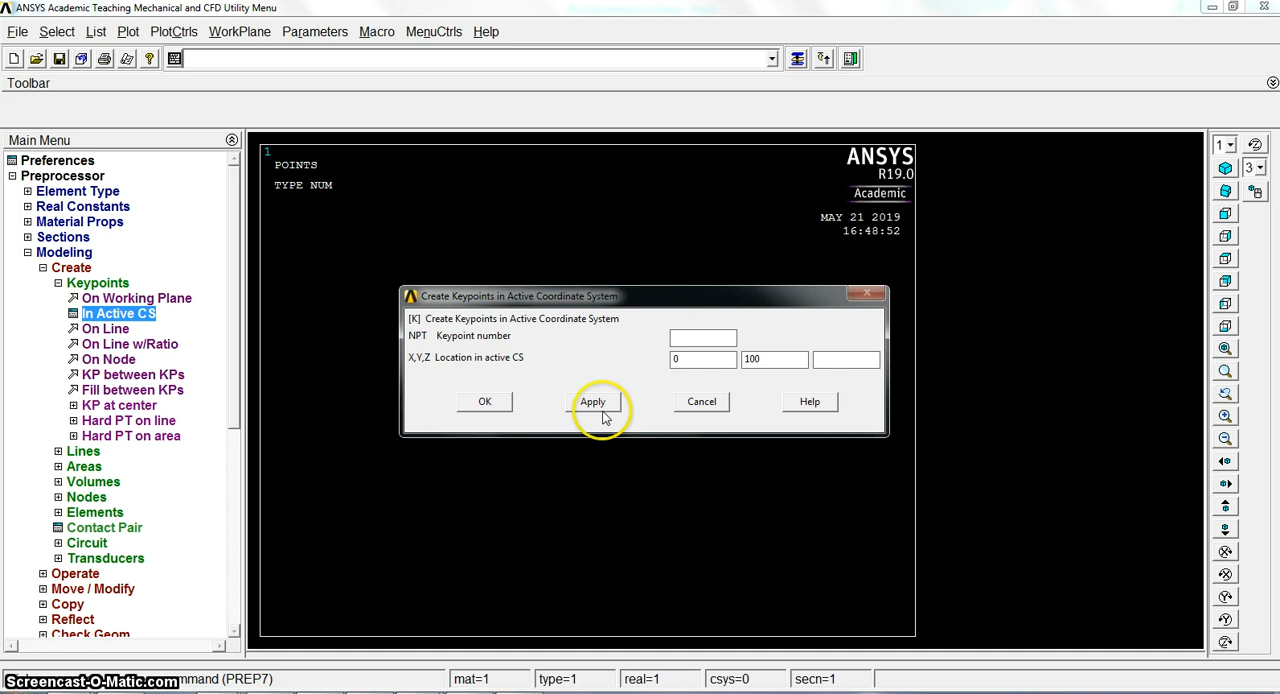 ANSYS Academic Teaching Mechanical and CFD Utility Menu
File Select List Plot PlotCtrls WorkPlane Parameters Macro MenuCtrls Help
Toolbar
Main Menu
Preferences
Preprocessor
Element Type
Real Constants
Material Props
Sections
Modeling
Create
Keypoints
On Working Plane
In Active CS
On Line
On Line w/Ratio
On Node
KP between KPs
Fill between KPs
KP at center
Hard PT on line
Hard PT on area
Lines
Areas
Volumes
Nodes
Elements
Contact Pair
Circuit
Transducers
Operate
Move / Modify
Copy
Reflect
Check Geom
1
POINTS
TYPE NUM
ANSYS
R19.0
Academic
MAY 21 2019
16:48:52
Create Keypoints in Active Coordinate System
[K] Create Keypoints in Active Coordinate System
NPT Keypoint number
X,Y,Z Location in active CS 0 100
OK Apply Cancel Help
1
3
mmand (PREP7) mat=1 type=1 real=1 csys=0 secn=1
Screencast-O-Matic.com